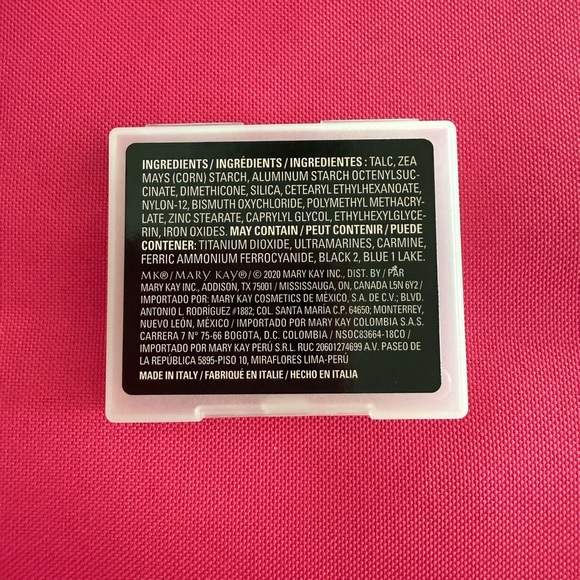 INGREDIENTS / INGRÉDIENTS / INGREDIENTES : TALC, ZEA
MAYS (CORN) STARCH, ALUMINUM STARCH OCTENYLSUC-
CINATE, DIMETHICONE, SILICA, CETEARYL ETHYLHEXANOATE,
NYLON-12, BISMUTH OXYCHLORIDE, POLYMETHYL METHACRY-
LATE, ZINC STEARATE, CAPRYLYL GLYCOL, ETHYLHEXYLGLYCE-
RIN, IRON OXIDES. MAY CONTAIN / PEUT CONTENIR / PUEDE
CONTENER: TITANIUM DIOXIDE, ULTRAMARINES, CARMINE,
FERRIC AMMONIUM FERROCYANIDE, BLACK 2, BLUE 1 LAKE.
MK®/MARY KAY®/ © 2020 MARY KAY INC., DIST. BY / PAR
MARY KAY INC., ADDISON, TX 75001 / MISSISSAUGA, ON, CANADA L5N 6Y2 /
IMPORTADO POR: MARY KAY COSMETICS DE MÉXICO, S.A. DE C.V.; BLVD.
ANTONIO L. RODRÍGUEZ #1882; COL. SANTA MARÍA C.P. 64650; MONTERREY,
NUEVO LEÓN, MÉXICO / IMPORTADO POR MARY KAY COLOMBIA S.A.S.
CARRERA 7 N° 75-66 BOGOTA, D.C. COLOMBIA / NSOC83664-18CO /
IMPORTADO POR MARY KAY PERÚ S.R.L RUC 20601274699 A.V. PASEO DE
LA REPÚBLICA 5895-PISO 10, MIRAFLORES LIMA-PERÚ
MADE IN ITALY / FABRIQUÉ EN ITALIE / HECHO EN ITALIA